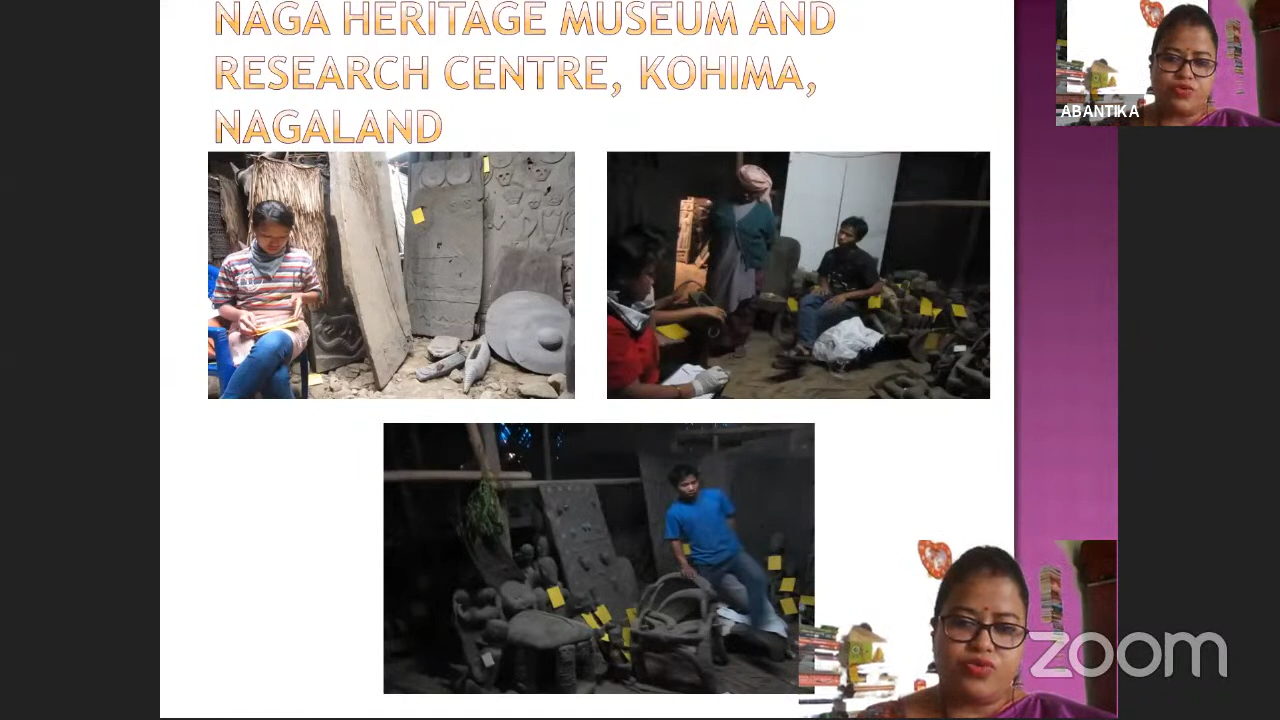 NAGA HERITAGE MUSEUM AND
RESEARCH CENTRE, KOHIMA,
NAGALAND
ABANTIKA
zoom